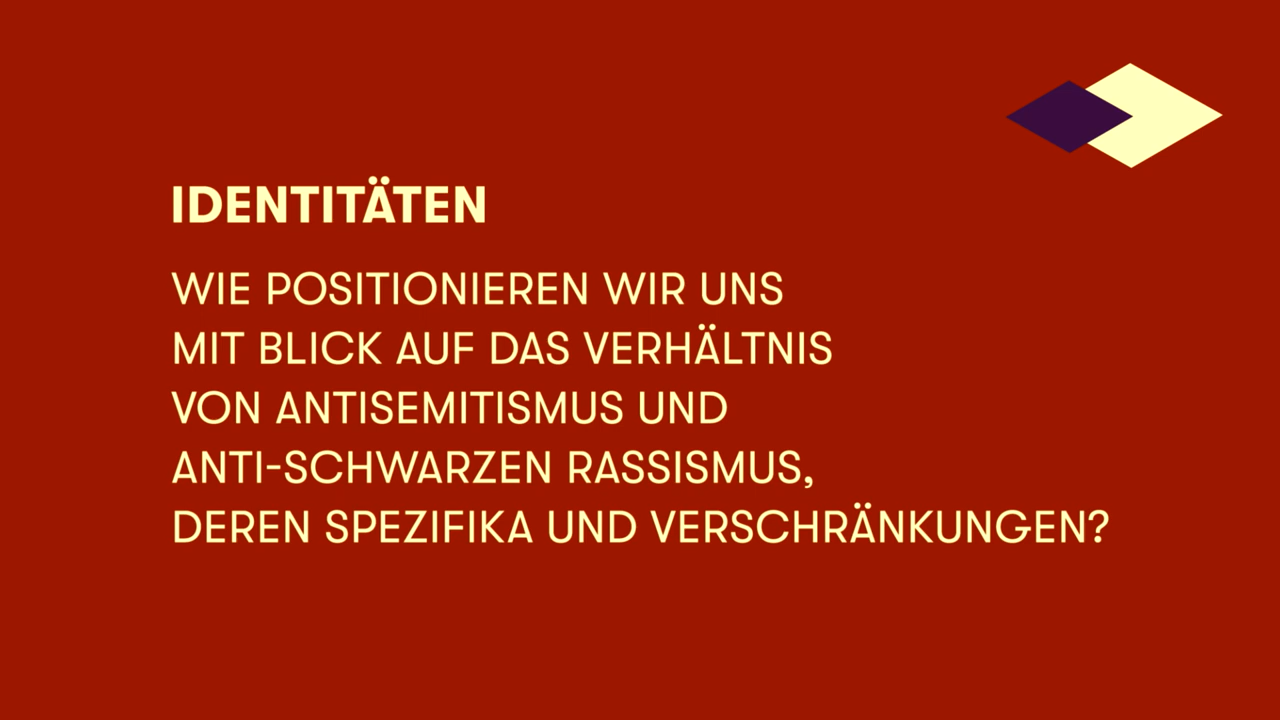 IDENTITÄTEN
WIE POSITIONIEREN WIR UNS
MIT BLICK AUF DAS VERHÄLTNIS
VON ANTISEMITISMUS UND
ANTI-SCHWARZEN RASSISMUS,
DEREN SPEZIFIKA UND VERSCHRÄNKUNGEN?